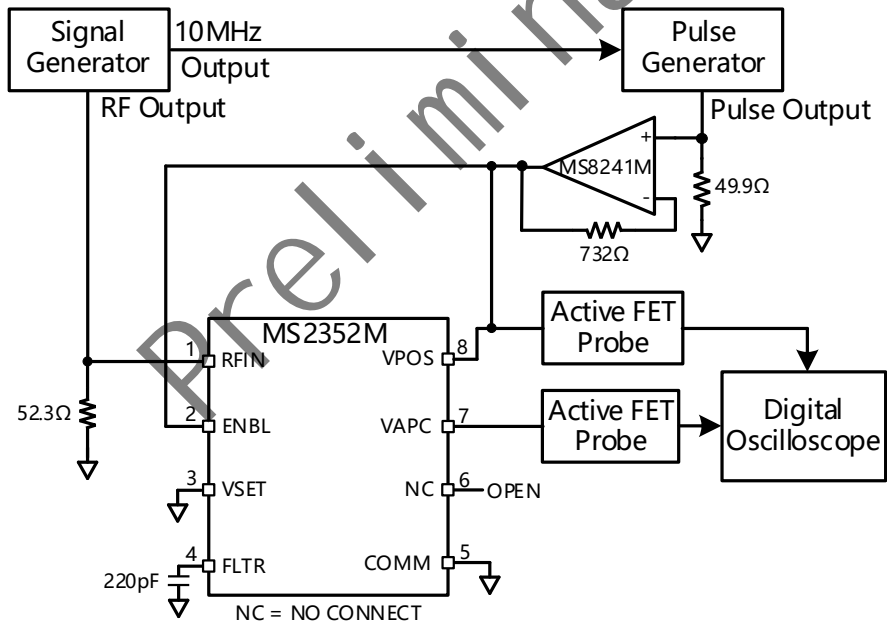 Signal
Generator
10MHz
Output
RF Output
Pulse
Generator
Pulse Output
MS8241M
+
-
49.9Ω
732Ω
MS2352M
1
RFIN
2
ENBL
3
VSET
4
FLTR
8
VPOS
7
VAPC
6
NC
OPEN
5
COMM
52.3Ω
220pF
NC = NO CONNECT
Active FET
Probe
Active FET
Probe
Digital
Oscilloscope